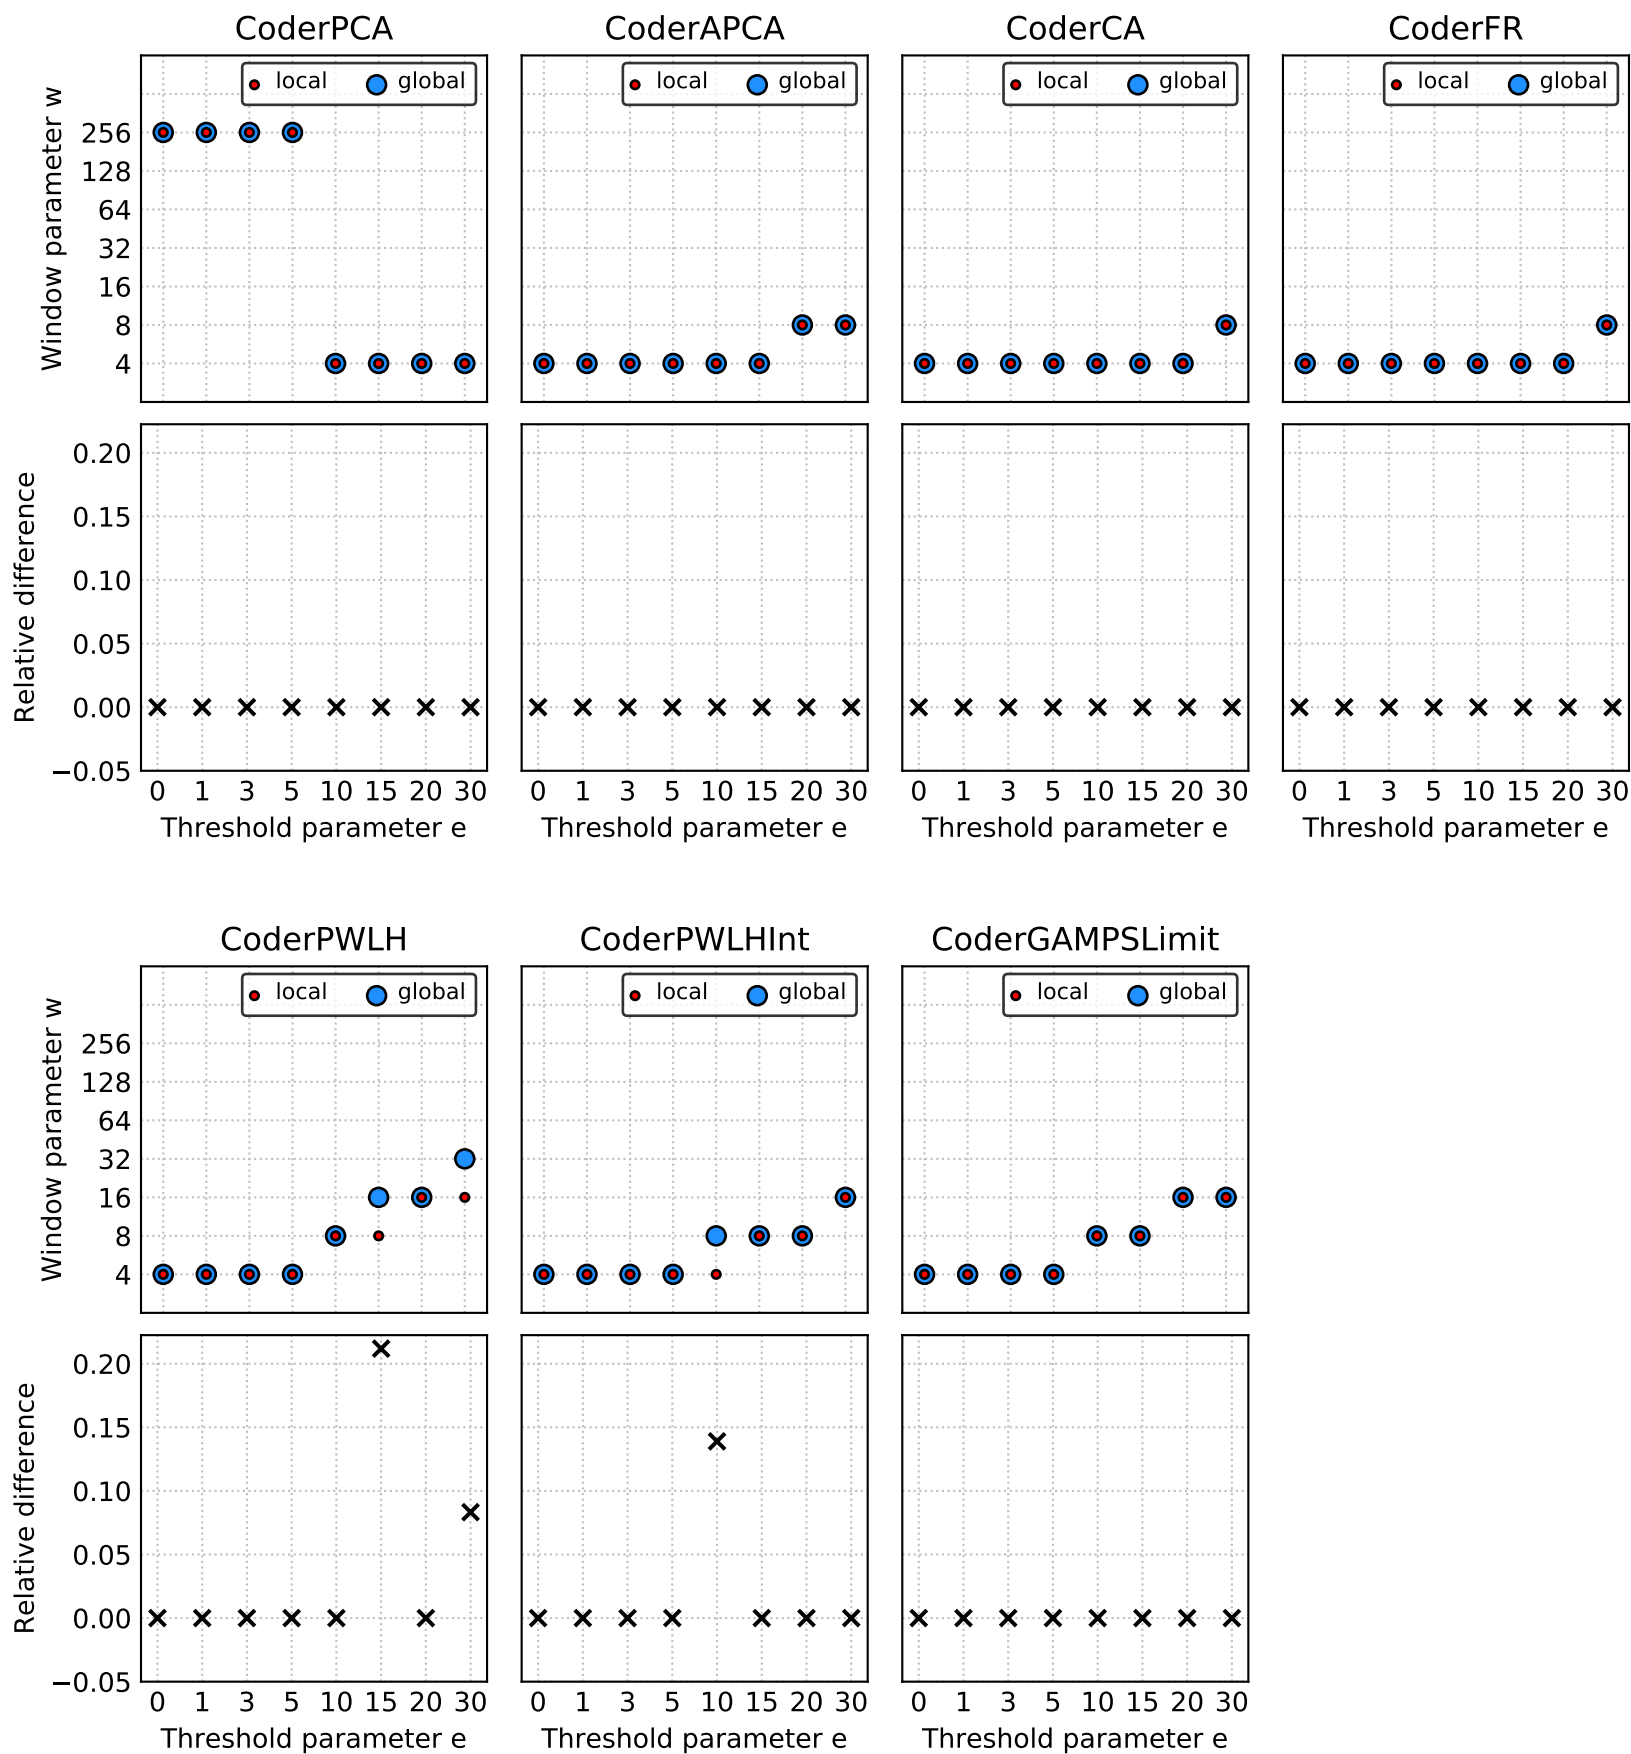 CoderPCA CoderAPCA CoderCA CoderFR
local global local global local global local global
Window parameter w
256
128
64
32
16
8
4
Relative difference
0.20
0.15
0.10
0.05
0.00
−0.05
0 1 3 5 10 15 20 30 0 1 3 5 10 15 20 30 0 1 3 5 10 15 20 30 0 1 3 5 10 15 20 30
Threshold parameter e Threshold parameter e Threshold parameter e Threshold parameter e
CoderPWLH CoderPWLHInt CoderGAMPSLimit
local global local global local global
Window parameter w
256
128
64
32
16
8
4
Relative difference
0.20
0.15
0.10
0.05
0.00
−0.05
0 1 3 5 10 15 20 30 0 1 3 5 10 15 20 30 0 1 3 5 10 15 20 30
Threshold parameter e Threshold parameter e Threshold parameter e